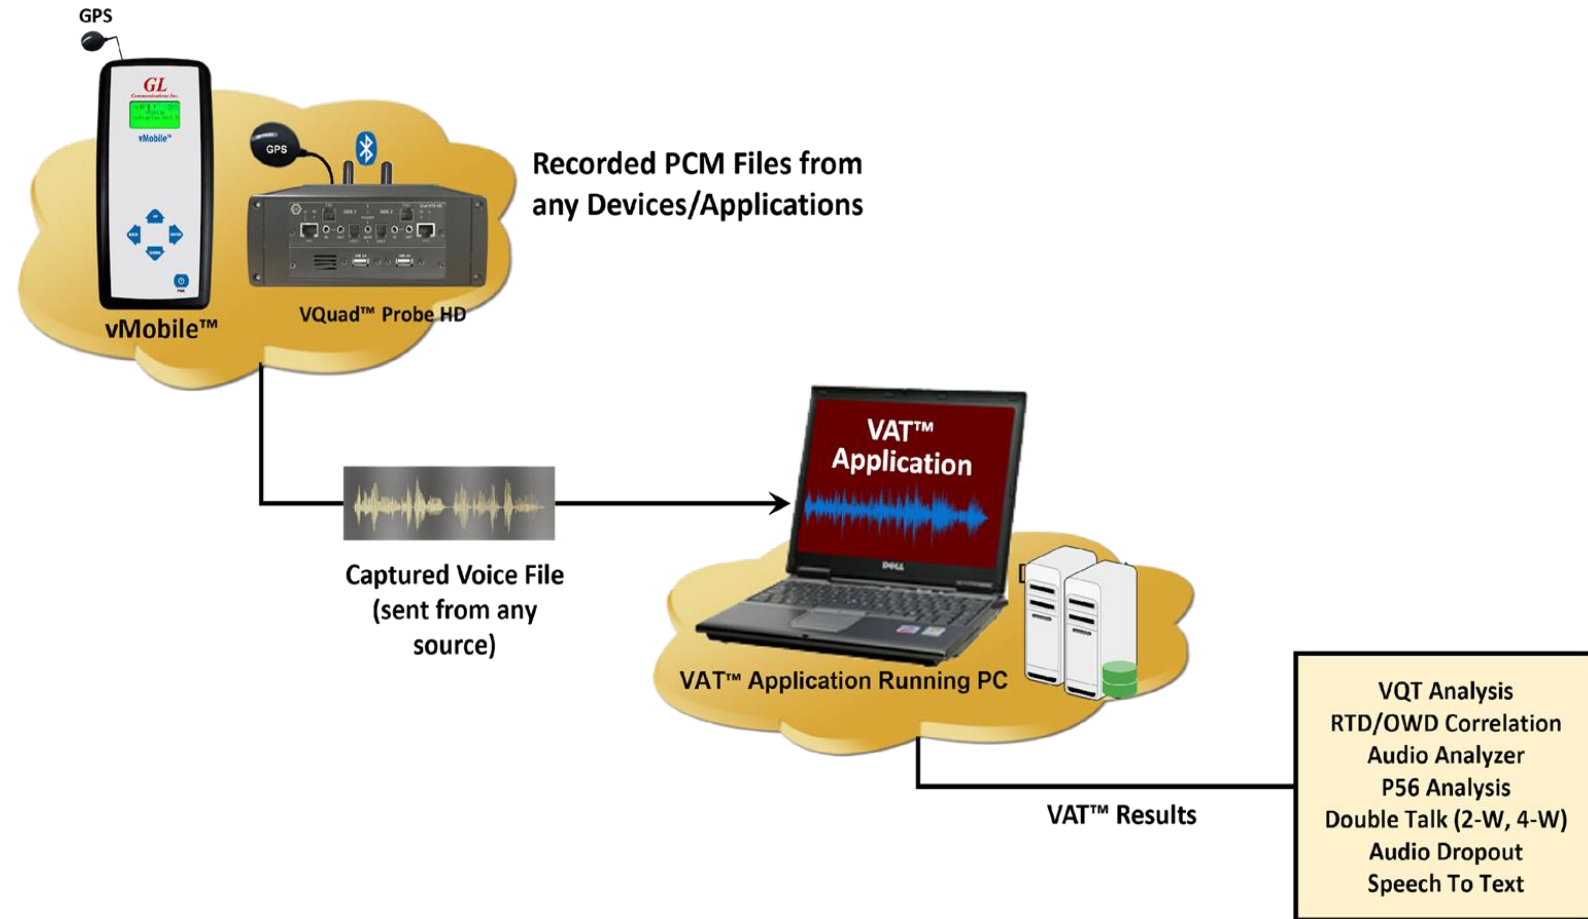 GPS
GL
Communications Inc.
vMobile™
GPS
Recorded PCM Files from
any Devices/Applications
vMobile™
VQuad™ Probe HD
VAT™
Application
DELL
Captured Voice File
(sent from any
source)
VAT™ Application Running PC
VAT™ Results
VQT Analysis
RTD/OWD Correlation
Audio Analyzer
P56 Analysis
Double Talk (2-W, 4-W)
Audio Dropout
Speech To Text